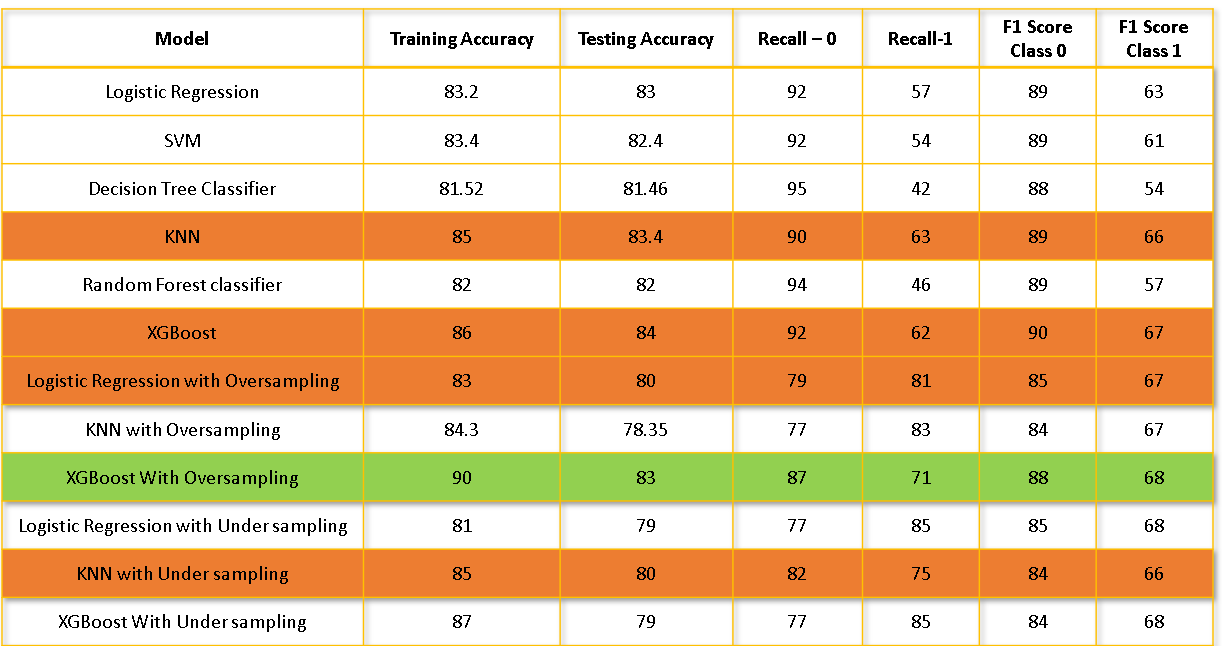 Model Training Accuracy Testing Accuracy Recall – 0 Recall-1 F1 Score Class 0 F1 Score Class 1
Logistic Regression 83.2 83 92 57 89 63
SVM 83.4 82.4 92 54 89 61
Decision Tree Classifier 81.52 81.46 95 42 88 54
KNN 85 83.4 90 63 89 66
Random Forest classifier 82 82 94 46 89 57
XGBoost 86 84 92 62 90 67
Logistic Regression with Oversampling 83 80 79 81 85 67
KNN with Oversampling 84.3 78.35 77 83 84 67
XGBoost With Oversampling 90 83 87 71 88 68
Logistic Regression with Under sampling 81 79 77 85 85 68
KNN with Under sampling 85 80 82 75 84 66
XGBoost With Under sampling 87 79 77 85 84 68